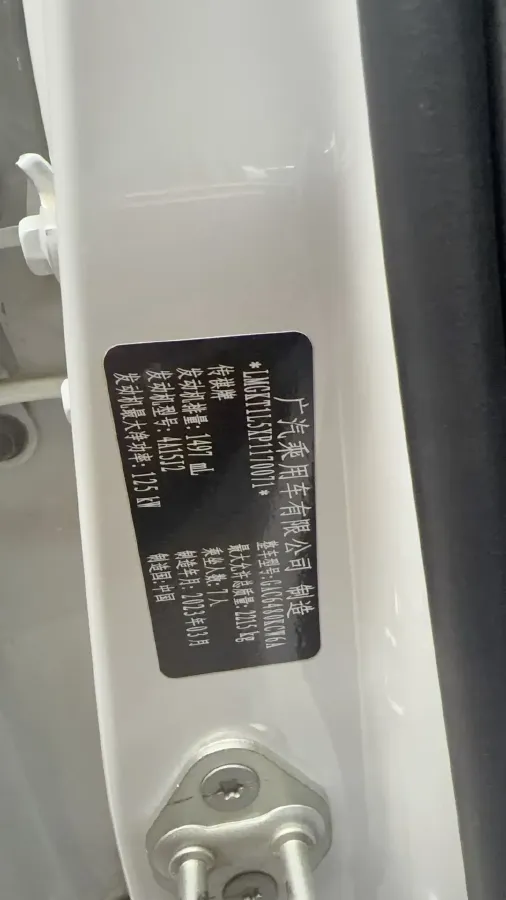 广汽乘用车有限公司 制造
*LMGKT1L5XP1170071*
传祺牌 整车型号: GAC6480KCW6A
发动机排量: 1497 mL 最大允许总质量: 2215 kg
发动机型号: 4A15J2 乘坐人数: 7人
发动机最大净功率: 125 kW 制造年月: 2023年03月
制造国: 中国